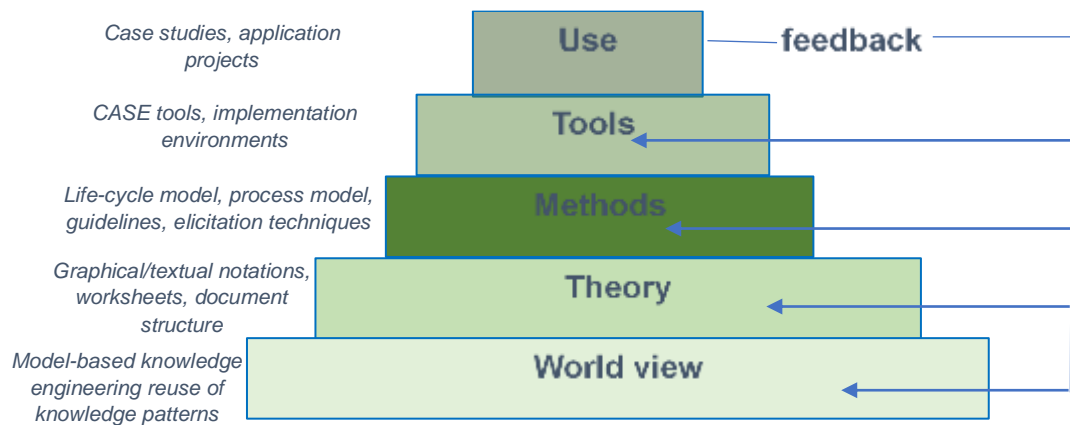 Case studies, application
projects
Use
feedback
CASE tools, implementation
environments
Tools
Life-cycle model, process model,
guidelines, elicitation techniques
Methods
Graphical/textual notations,
worksheets, document
structure
Theory
Model-based knowledge
engineering reuse of
knowledge patterns
World view